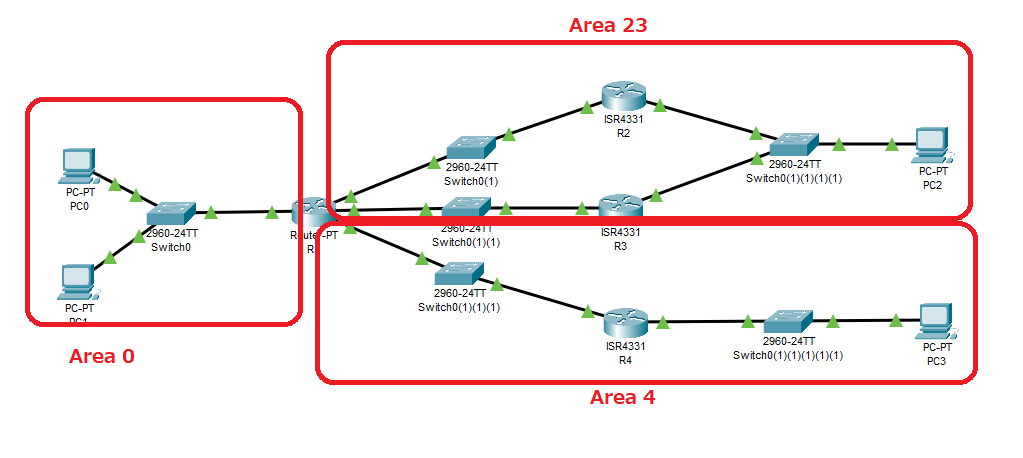 Area 23
ISR4331
R2
2960-24TT
Switch0(1)
2960-24TT
Switch0(1)(1)(1)(1)
PC-PT
PC2
PC-PT
PC0
2960-24TT
Switch0
Router-PT
2960-24TT
Switch0(1)(1)
ISR4331
R3
PC-PT
PC1
2960-24TT
Switch0(1)(1)(1)
ISR4331
R4
2960-24TT
Switch0(1)(1)(1)(1)(1)
PC-PT
PC3
Area 0
Area 4